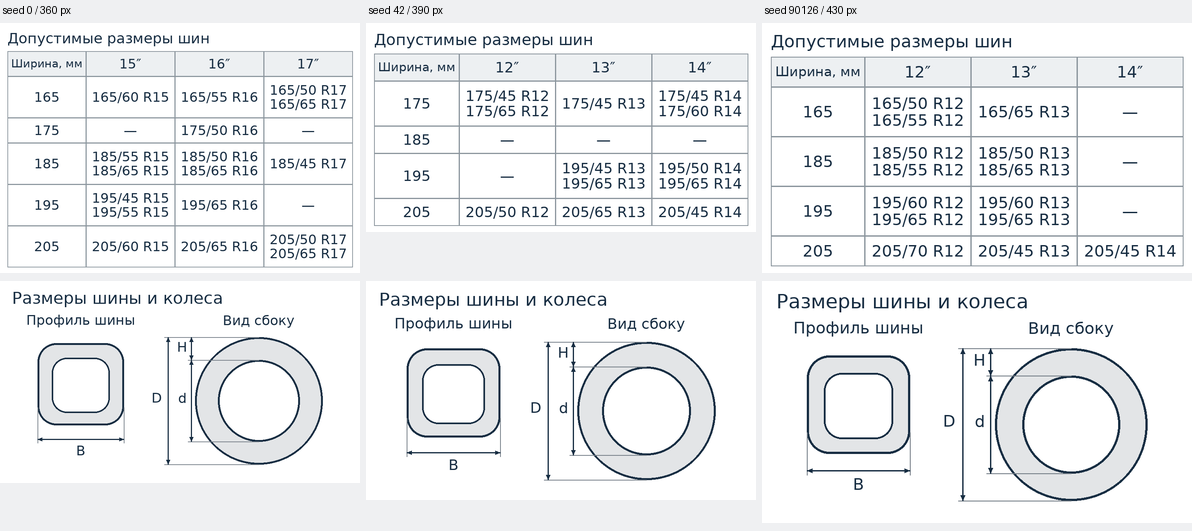 seed 0 / 360 px
Допустимые размеры шин
Ширина, мм 15″ 16″ 17″
165 165/60 R15 165/55 R16 165/50 R17
165/65 R17
175 — 175/50 R16 —
185 185/55 R15 185/50 R16 185/45 R17
185/65 R15 185/65 R16
195 195/45 R15 195/65 R16 —
195/55 R15
205 205/60 R15 205/65 R16 205/50 R17
205/65 R17
Размеры шины и колеса
Профиль шины Вид сбоку
H
D d
B
seed 42 / 390 px
Допустимые размеры шин
Ширина, мм 12″ 13″ 14″
175 175/45 R12 175/45 R13 175/45 R14
175/65 R12 175/60 R14
185 — — —
195 — 195/45 R13 195/50 R14
195/65 R13 195/65 R14
205 205/50 R12 205/65 R13 205/45 R14
Размеры шины и колеса
Профиль шины Вид сбоку
H
D d
B
seed 90126 / 430 px
Допустимые размеры шин
Ширина, мм 12″ 13″ 14″
165 165/50 R12 165/65 R13 —
165/55 R12
185 185/50 R12 185/50 R13 —
185/55 R12 185/65 R13
195 195/60 R12 195/60 R13 —
195/65 R12 195/65 R13
205 205/70 R12 205/45 R13 205/45 R14
Размеры шины и колеса
Профиль шины Вид сбоку
H
D d
B